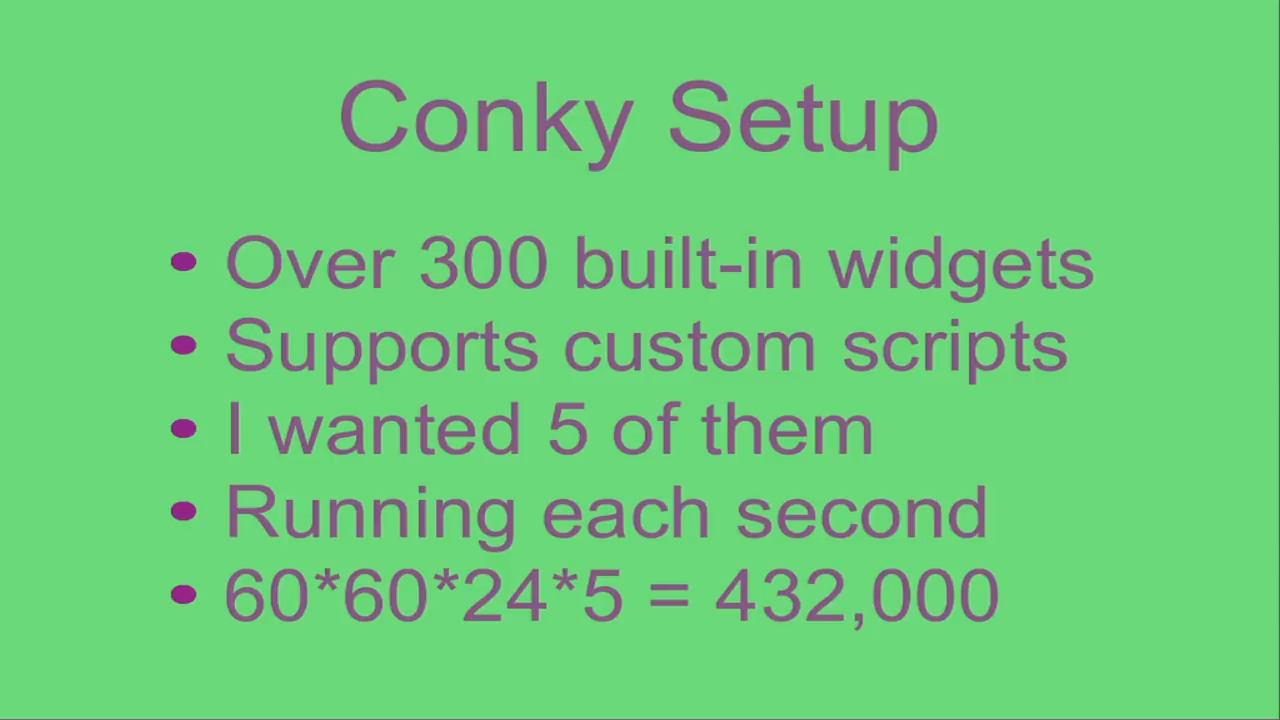 Conky Setup
• Over 300 built-in widgets
• Supports custom scripts
• I wanted 5 of them
• Running each second
• 60*60*24*5 = 432,000